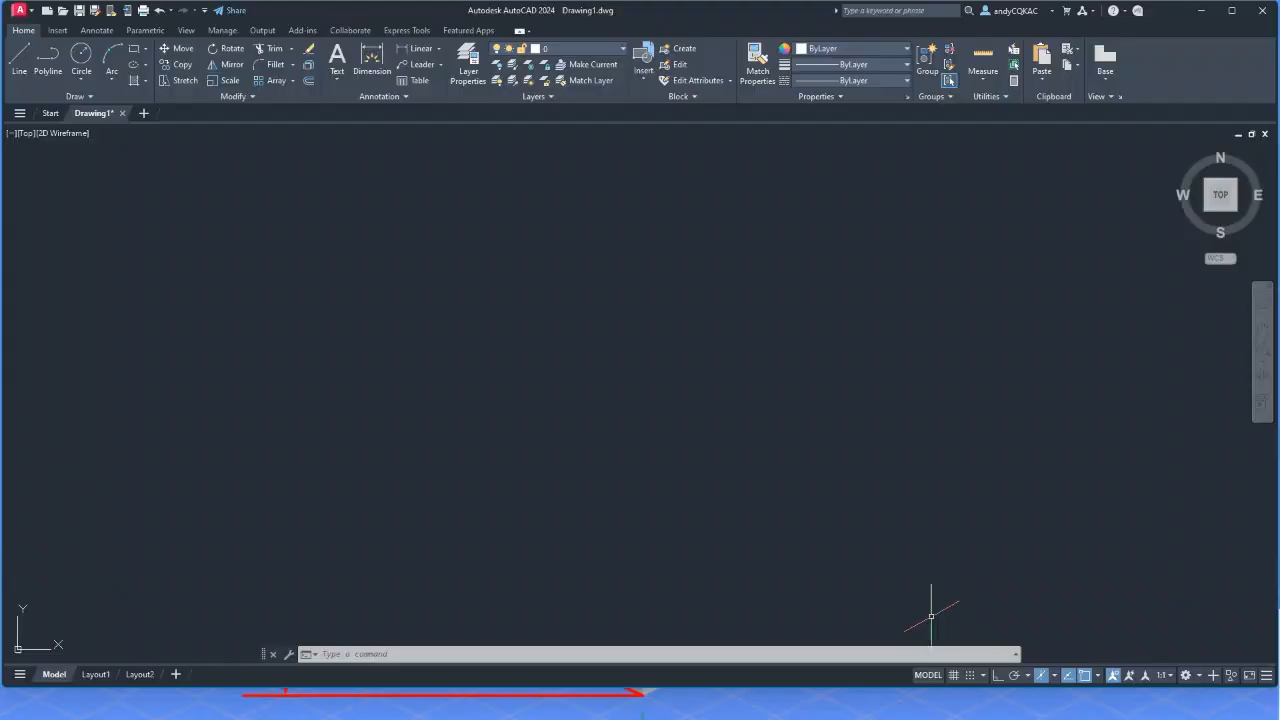 A Share Autodesk AutoCAD 2024 Drawing1.dwg Type a keyword or phrase andyCQKAC
Home Insert Annotate Parametric View Manage Output Add-ins Collaborate Express Tools Featured Apps
Line Polyline Circle Arc
Move Rotate Trim
Copy Mirror Fillet
Stretch Scale Array
Text Dimension
Linear
Leader
Table
Layer Properties
0
Make Current
Match Layer
Insert
Create
Edit
Edit Attributes
Match Properties
ByLayer
ByLayer
ByLayer
Group
Measure
Paste
Base
Draw Modify Annotation Layers Block Properties Groups Utilities Clipboard View
Start Drawing1*
[−][Top][2D Wireframe]
N
W TOP E
S
WCS
Y
X
Type a command
Model Layout1 Layout2 MODEL 1:1